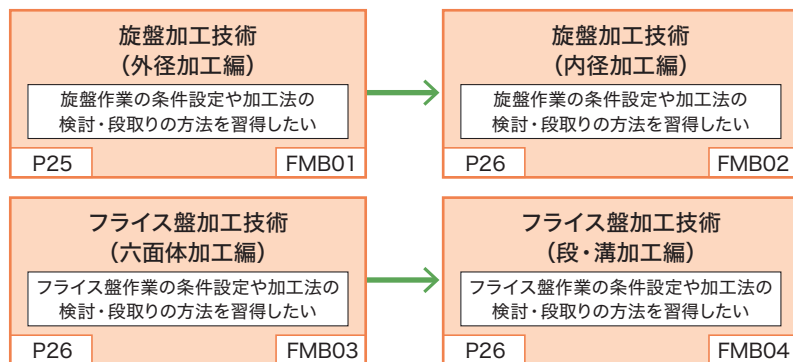 旋盤加工技術
（外径加工編）
旋盤作業の条件設定や加工法の
検討・段取りの方法を習得したい
P25
FMB01
旋盤加工技術
（内径加工編）
旋盤作業の条件設定や加工法の
検討・段取りの方法を習得したい
P26
FMB02
フライス盤加工技術
（六面体加工編）
フライス盤作業の条件設定や加工法の
検討・段取りの方法を習得したい
P26
FMB03
フライス盤加工技術
（段・溝加工編）
フライス盤作業の条件設定や加工法の
検討・段取りの方法を習得したい
P26
FMB04